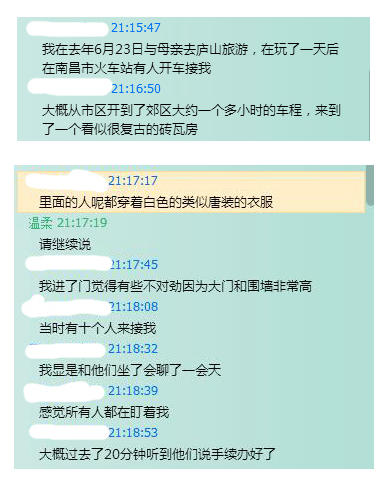 21:15:47
我在去年6月23日与母亲去庐山旅游，在玩了一天后
在南昌市火车站有人开车接我
21:16:50
大概从市区开到了郊区大约一个多小时的车程，来到
了一个看似很复古的砖瓦房
21:17:17
里面的人呢都穿着白色的类似唐装的衣服
温柔 21:17:19
请继续说
21:17:45
我进了门觉得有些不对劲因为大门和围墙非常高
21:18:08
当时有十个人来接我
21:18:32
我显是和他们坐了会聊了一会天
21:18:39
感觉所有人都在盯着我
21:18:53
大概过去了20分钟听到他们说手续办好了